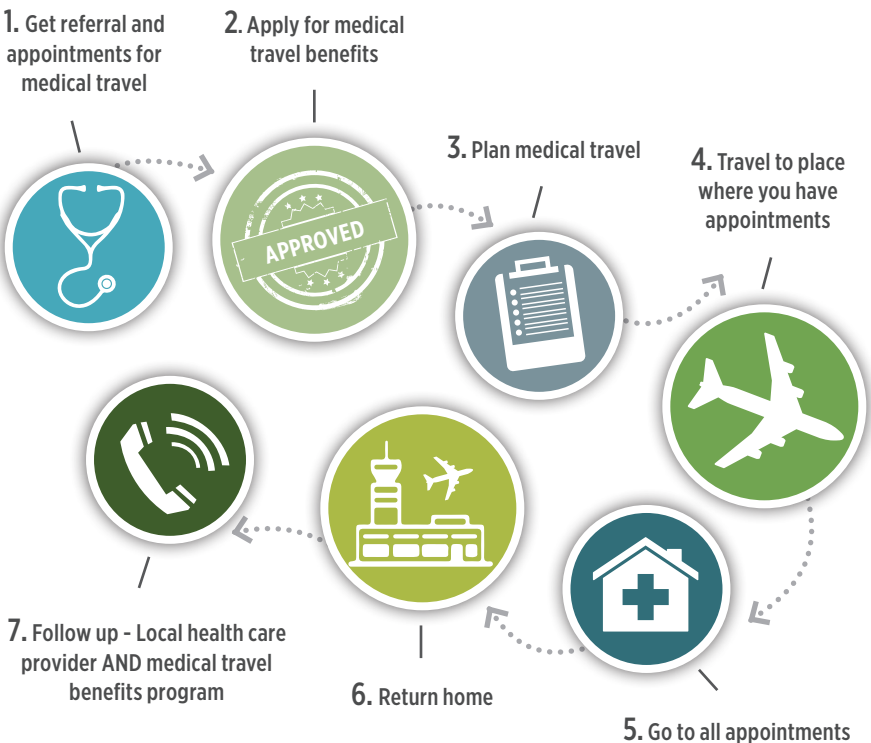 1. Get referral and
appointments for
medical travel
2. Apply for medical
travel benefits
APPROVED
3. Plan medical travel
4. Travel to place
where you have
appointments
5. Go to all appointments
6. Return home
7. Follow up - Local health care
provider AND medical travel
benefits program